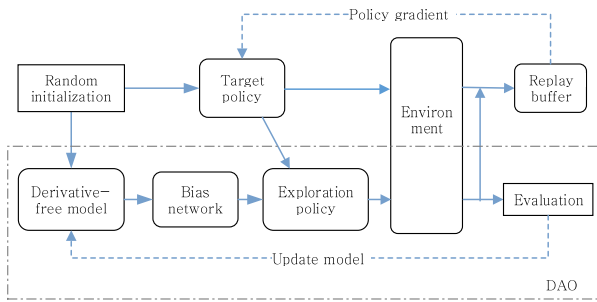 Policy gradient
Random
initialization
Target
policy
Environ
ment
Replay
buffer
Derivative-
free model
Bias
network
Exploration
policy
Evaluation
Update model
DAO